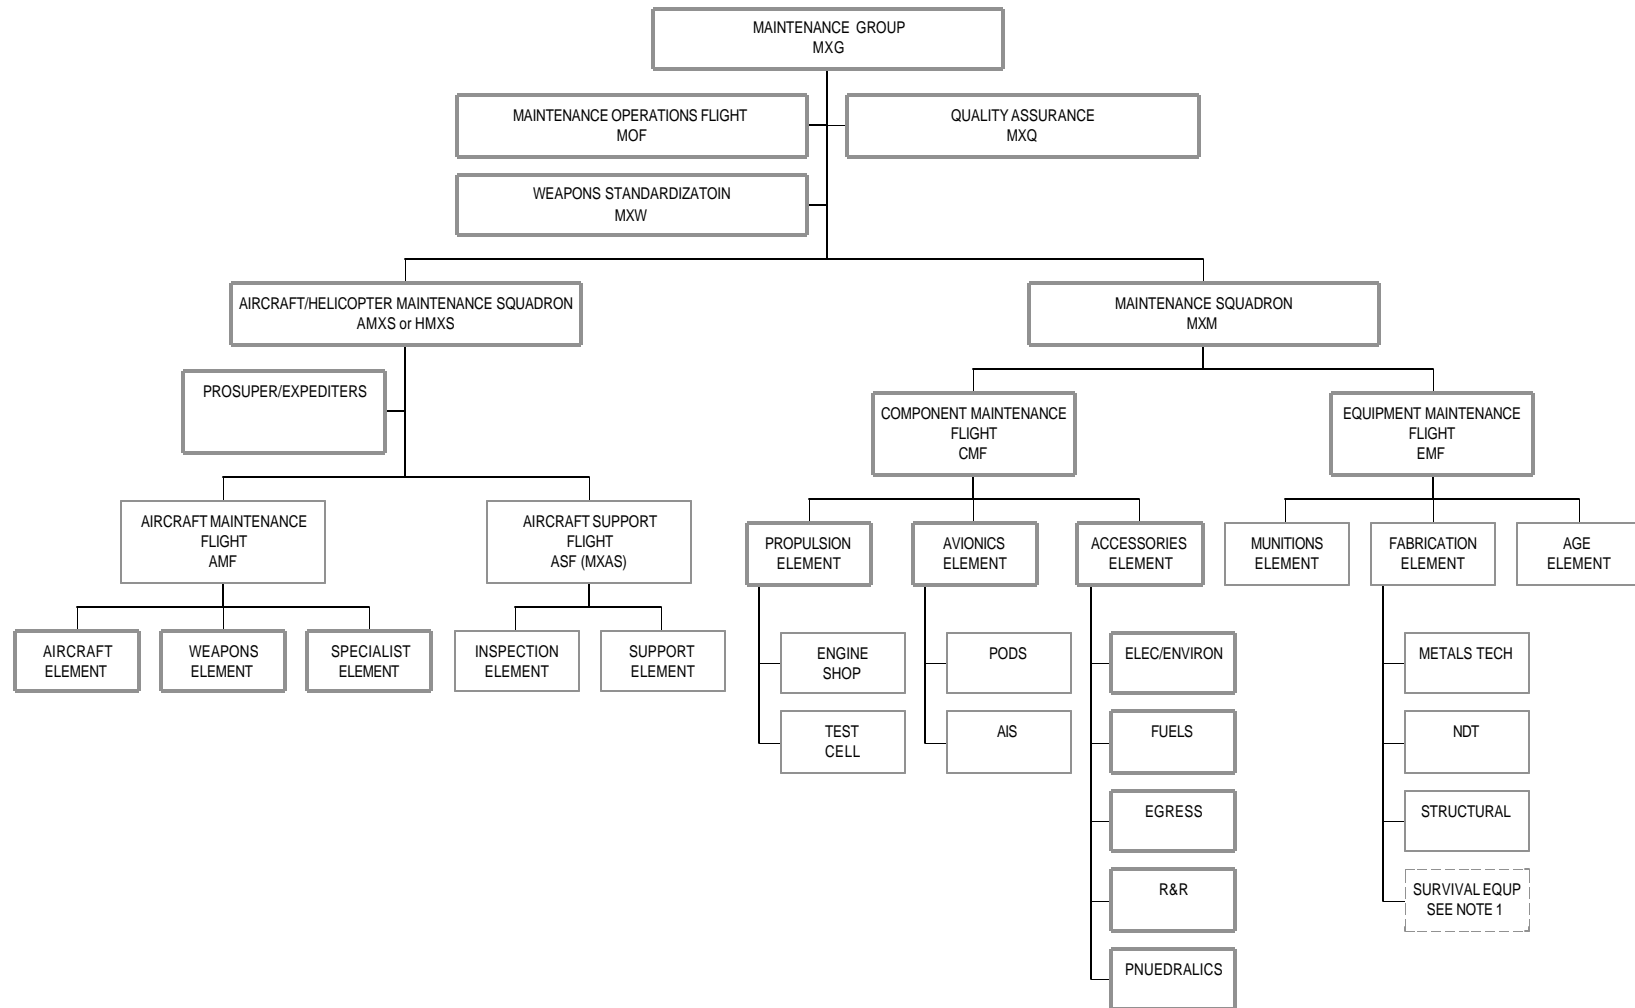 MAINTENANCE GROUP
MXG
MAINTENANCE OPERATIONS FLIGHT
MOF
QUALITY ASSURANCE
MXQ
WEAPONS STANDARDIZATOIN
MXW
AIRCRAFT/HELICOPTER MAINTENANCE SQUADRON
AMXS or HMXS
MAINTENANCE SQUADRON
MXM
PROSUPER/EXPEDITERS
COMPONENT MAINTENANCE
FLIGHT
CMF
EQUIPMENT MAINTENANCE
FLIGHT
EMF
AIRCRAFT MAINTENANCE
FLIGHT
AMF
AIRCRAFT SUPPORT
FLIGHT
ASF (MXAS)
PROPULSION
ELEMENT
AVIONICS
ELEMENT
ACCESSORIES
ELEMENT
MUNITIONS
ELEMENT
FABRICATION
ELEMENT
AGE
ELEMENT
AIRCRAFT
ELEMENT
WEAPONS
ELEMENT
SPECIALIST
ELEMENT
INSPECTION
ELEMENT
SUPPORT
ELEMENT
ENGINE
SHOP
PODS
ELEC/ENVIRON
METALS TECH
TEST
CELL
AIS
FUELS
NDT
EGRESS
STRUCTURAL
R&R
SURVIVAL EQUP
SEE NOTE 1
PNUEDRALICS